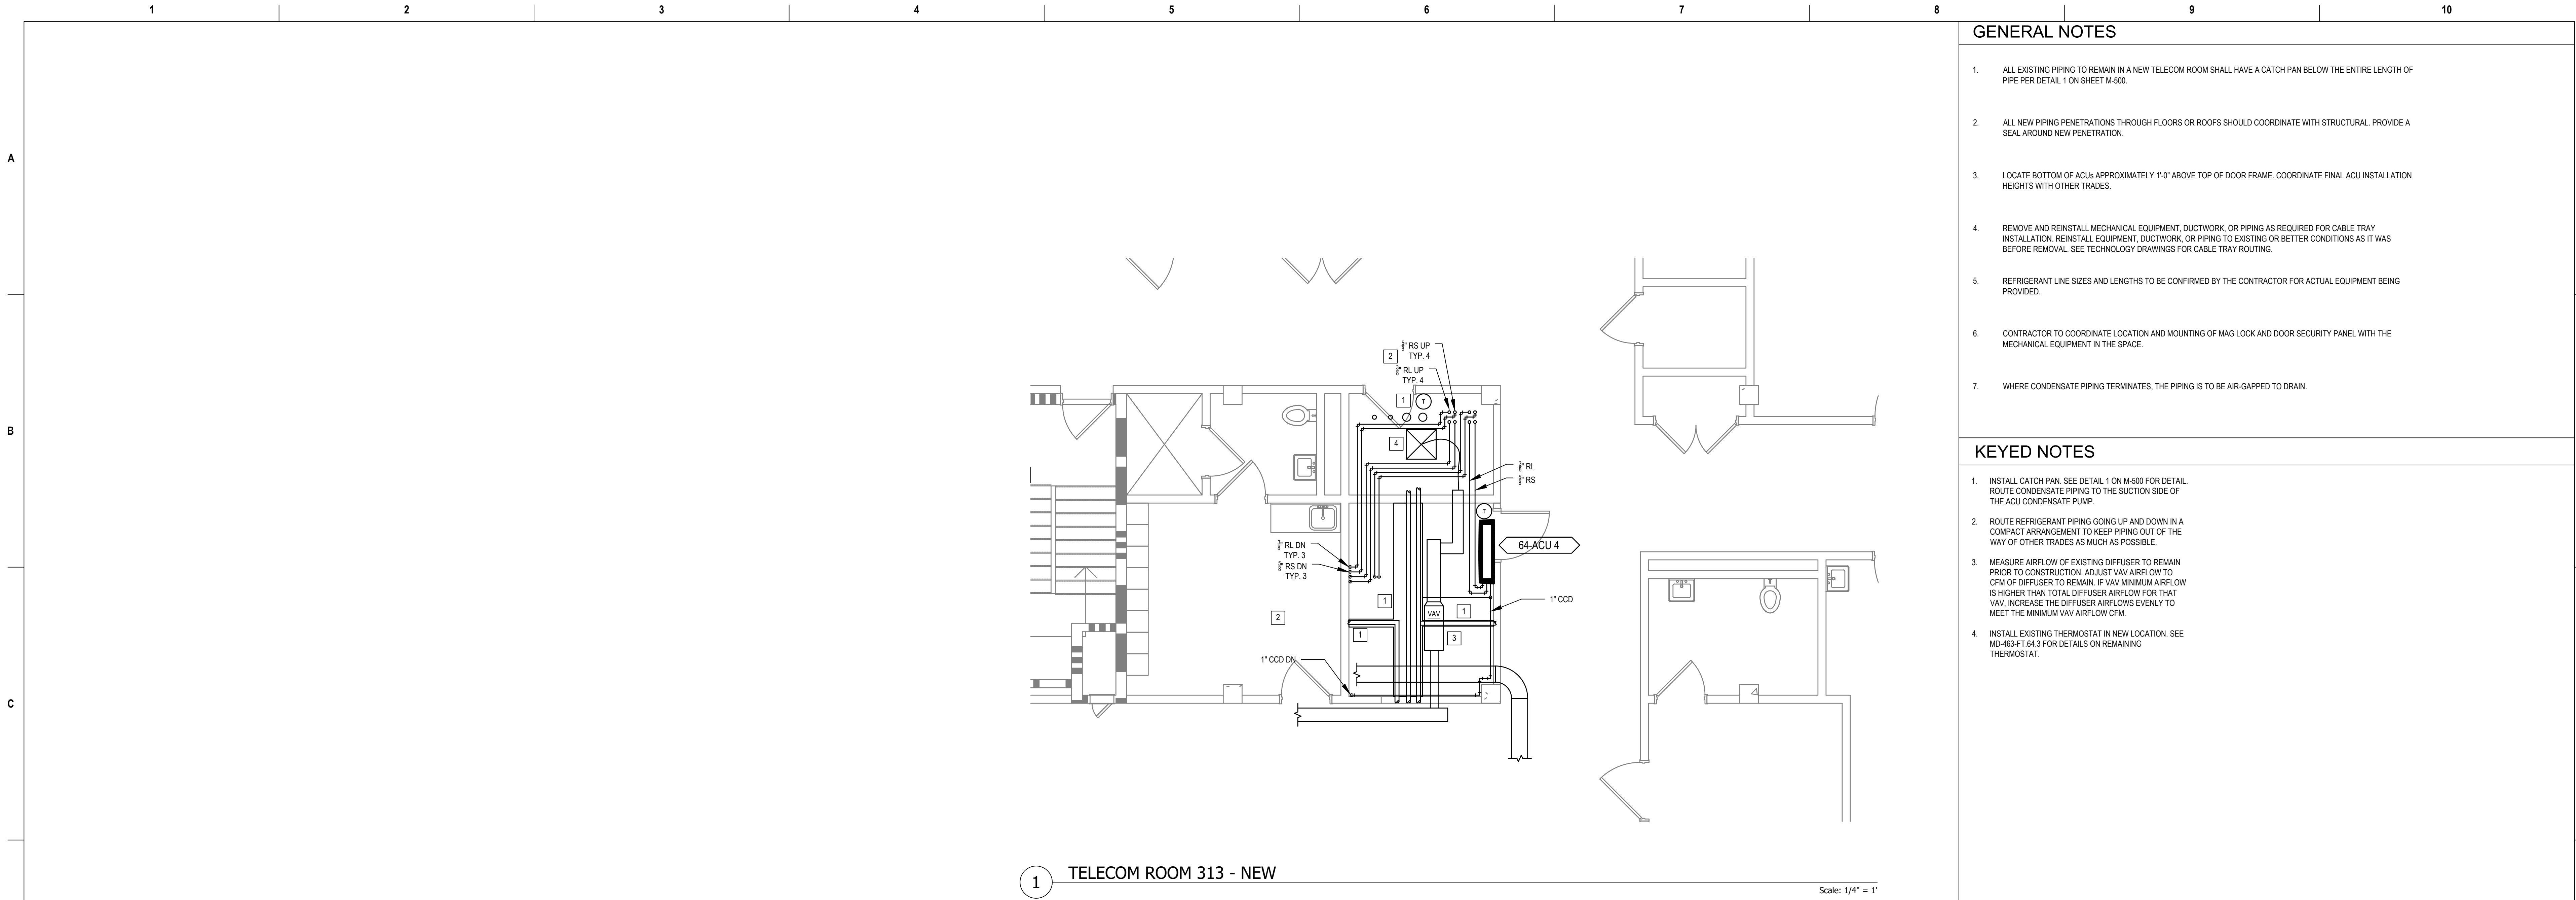 1 2 3 4 5 6 7 8 9 10
A
B
C
GENERAL NOTES
1. ALL EXISTING PIPING TO REMAIN IN A NEW TELECOM ROOM SHALL HAVE A CATCH PAN BELOW THE ENTIRE LENGTH OF
PIPE PER DETAIL 1 ON SHEET M-500.
2. ALL NEW PIPING PENETRATIONS THROUGH FLOORS OR ROOFS SHOULD COORDINATE WITH STRUCTURAL. PROVIDE A
SEAL AROUND NEW PENETRATION.
3. LOCATE BOTTOM OF ACUs APPROXIMATELY 1'-0" ABOVE TOP OF DOOR FRAME. COORDINATE FINAL ACU INSTALLATION
HEIGHTS WITH OTHER TRADES.
4. REMOVE AND REINSTALL MECHANICAL EQUIPMENT, DUCTWORK, OR PIPING AS REQUIRED FOR CABLE TRAY
INSTALLATION. REINSTALL EQUIPMENT, DUCTWORK, OR PIPING TO EXISTING OR BETTER CONDITIONS AS IT WAS
BEFORE REMOVAL. SEE TECHNOLOGY DRAWINGS FOR CABLE TRAY ROUTING.
5. REFRIGERANT LINE SIZES AND LENGTHS TO BE CONFIRMED BY THE CONTRACTOR FOR ACTUAL EQUIPMENT BEING
PROVIDED.
6. CONTRACTOR TO COORDINATE LOCATION AND MOUNTING OF MAG LOCK AND DOOR SECURITY PANEL WITH THE
MECHANICAL EQUIPMENT IN THE SPACE.
7. WHERE CONDENSATE PIPING TERMINATES, THE PIPING IS TO BE AIR-GAPPED TO DRAIN.
KEYED NOTES
1. INSTALL CATCH PAN. SEE DETAIL 1 ON M-500 FOR DETAIL.
ROUTE CONDENSATE PIPING TO THE SUCTION SIDE OF
THE ACU CONDENSATE PUMP.
2. ROUTE REFRIGERANT PIPING GOING UP AND DOWN IN A
COMPACT ARRANGEMENT TO KEEP PIPING OUT OF THE
WAY OF OTHER TRADES AS MUCH AS POSSIBLE.
3. MEASURE AIRFLOW OF EXISTING DIFFUSER TO REMAIN
PRIOR TO CONSTRUCTION. ADJUST VAV AIRFLOW TO
CFM OF DIFFUSER TO REMAIN. IF VAV MINIMUM AIRFLOW
IS HIGHER THAN TOTAL DIFFUSER AIRFLOW FOR THAT
VAV, INCREASE THE DIFFUSER AIRFLOWS EVENLY TO
MEET THE MINIMUM VAV AIRFLOW CFM.
4. INSTALL EXISTING THERMOSTAT IN NEW LOCATION. SEE
MD-463-FT.64.3 FOR DETAILS ON REMAINING
THERMOSTAT.
2
RS UP
TYP. 4
RL UP
TYP. 4
1
T
4
RL
RS
T
64-ACU 4
RL DN
TYP. 3
RS DN
TYP. 3
1
1" CCD
VAV
1
2
1
3
1" CCD DN
1
TELECOM ROOM 313 - NEW
Scale: 1/4" = 1'